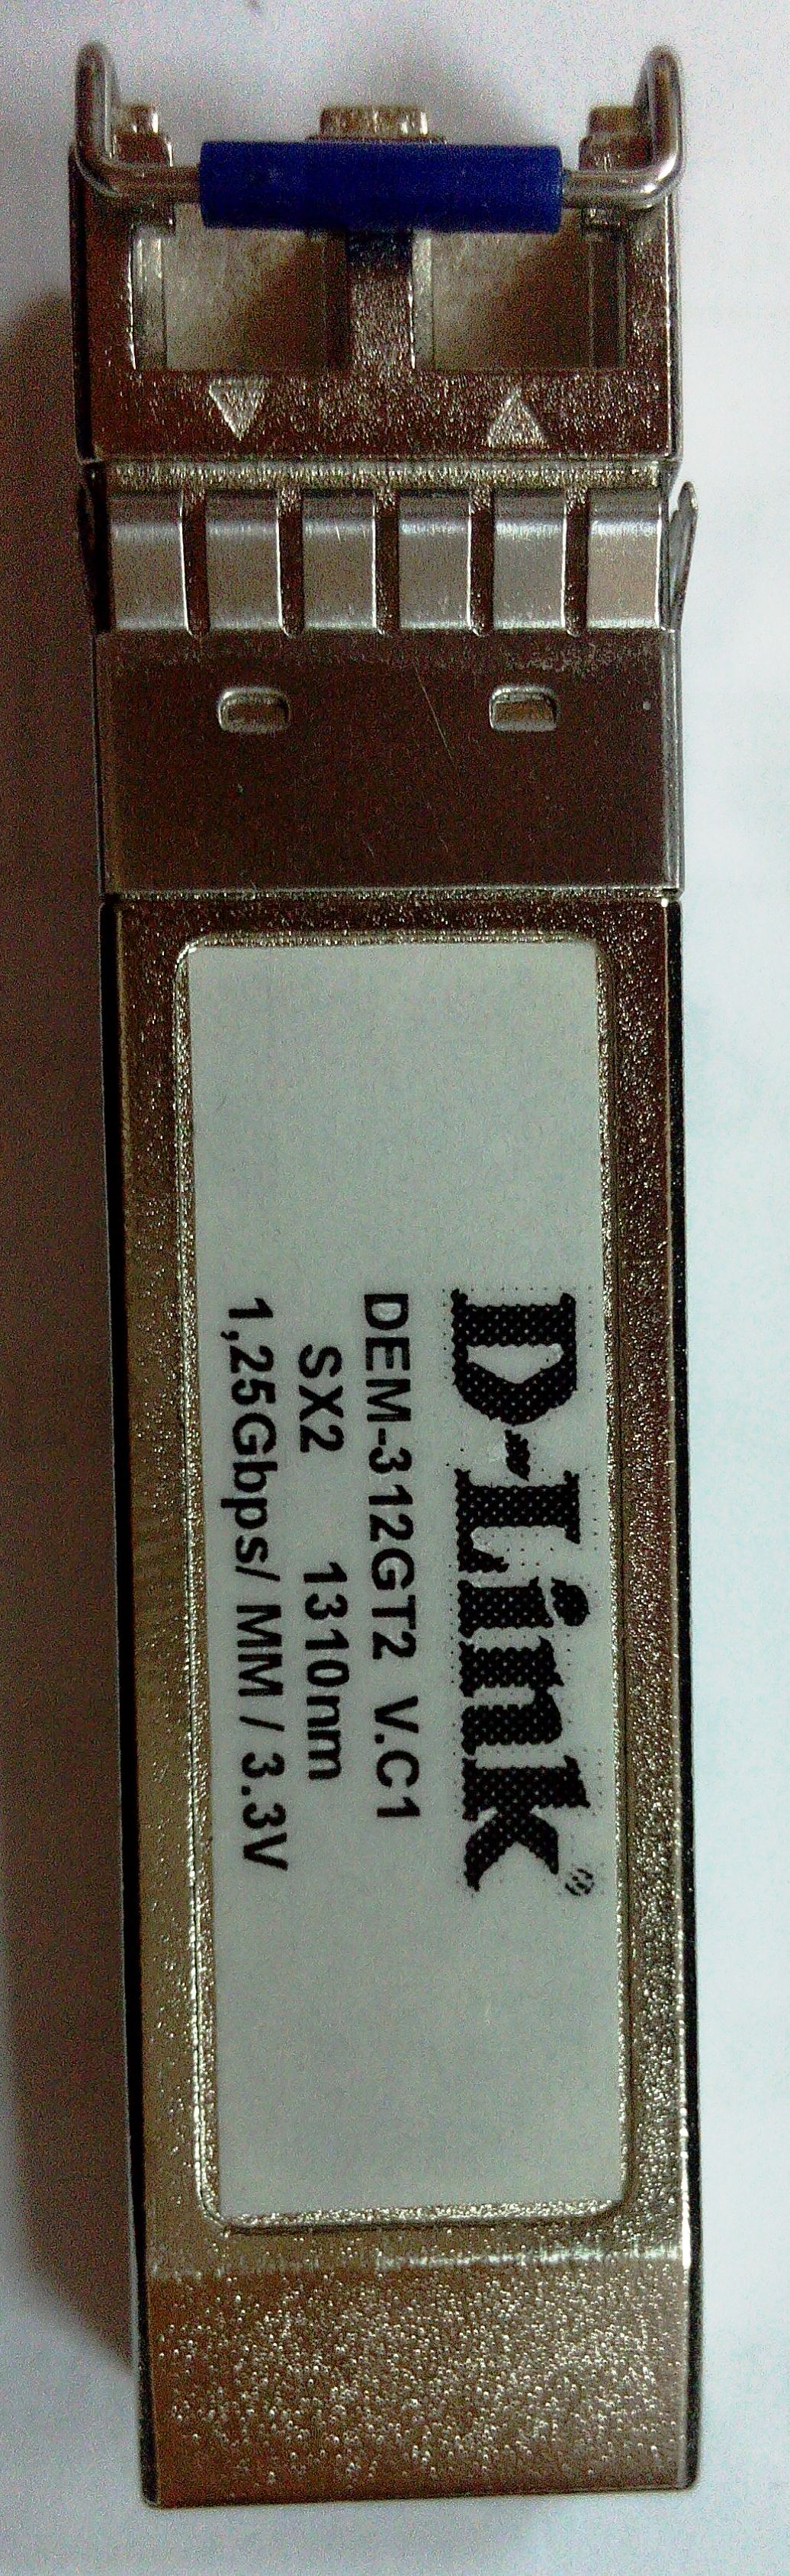 D-Link®
DEM-312GT2 V.C1
SX2 1310nm
1,25Gbps/ MM / 3.3V